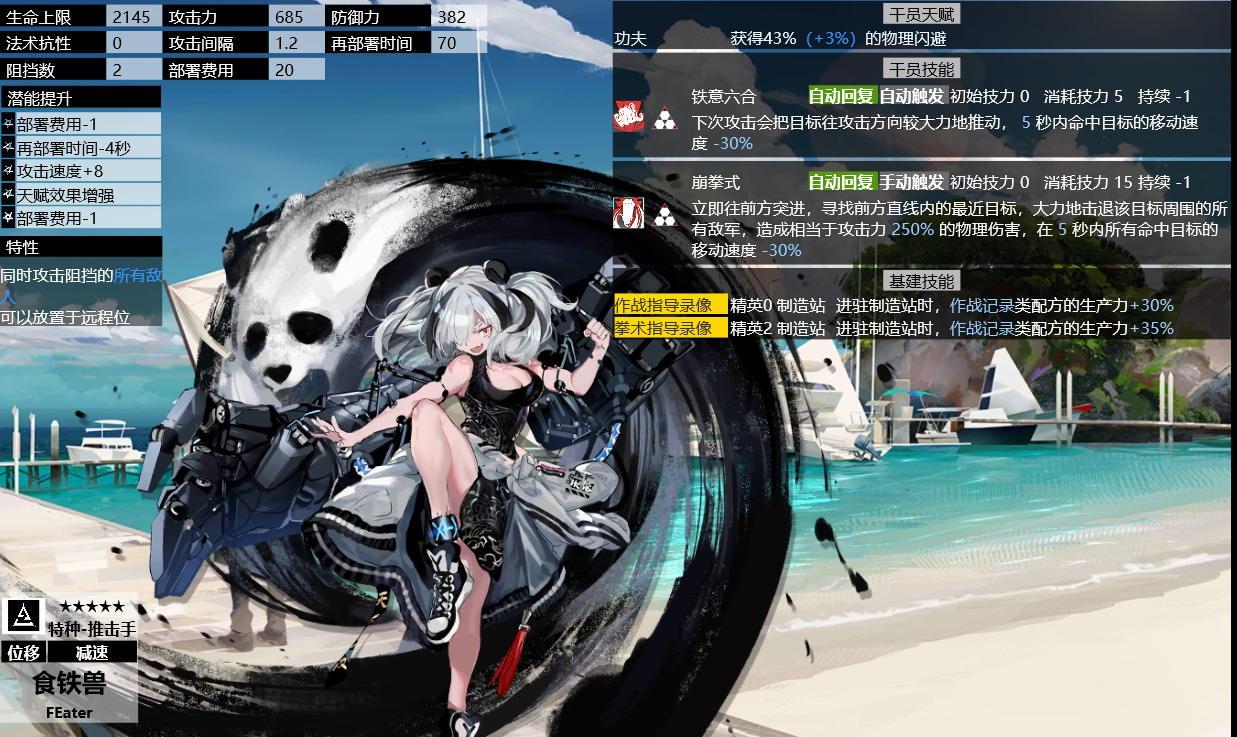 生命上限 2145 攻击力 685 防御力 382
法术抗性 0 攻击间隔 1.2 再部署时间 70
阻挡数 2 部署费用 20
潜能提升
部署费用-1
再部署时间-4秒
攻击速度+8
天赋效果增强
部署费用-1
特性
同时攻击阻挡的所有敌
人
可以放置于远程位
★★★★★
特种-推击手
位移 减速
食铁兽
FEater
干员天赋
功夫 获得43%（+3%）的物理闪避
干员技能
铁意六合 自动回复 自动触发 初始技力 0 消耗技力 5 持续 -1
下次攻击会把目标往攻击方向较大力地推动， 5 秒内命中目标的移动速
度 -30%
崩拳式 自动回复 手动触发 初始技力 0 消耗技力 15 持续 -1
立即往前方突进，寻找前方直线内的最近目标，大力地击退该目标周围的所
有敌军，造成相当于攻击力 250% 的物理伤害，在 5 秒内所有命中目标的
移动速度 -30%
基建技能
作战指导录像 精英0 制造站 进驻制造站时，作战记录类配方的生产力+30%
拳术指导录像 精英2 制造站 进驻制造站时，作战记录类配方的生产力+35%